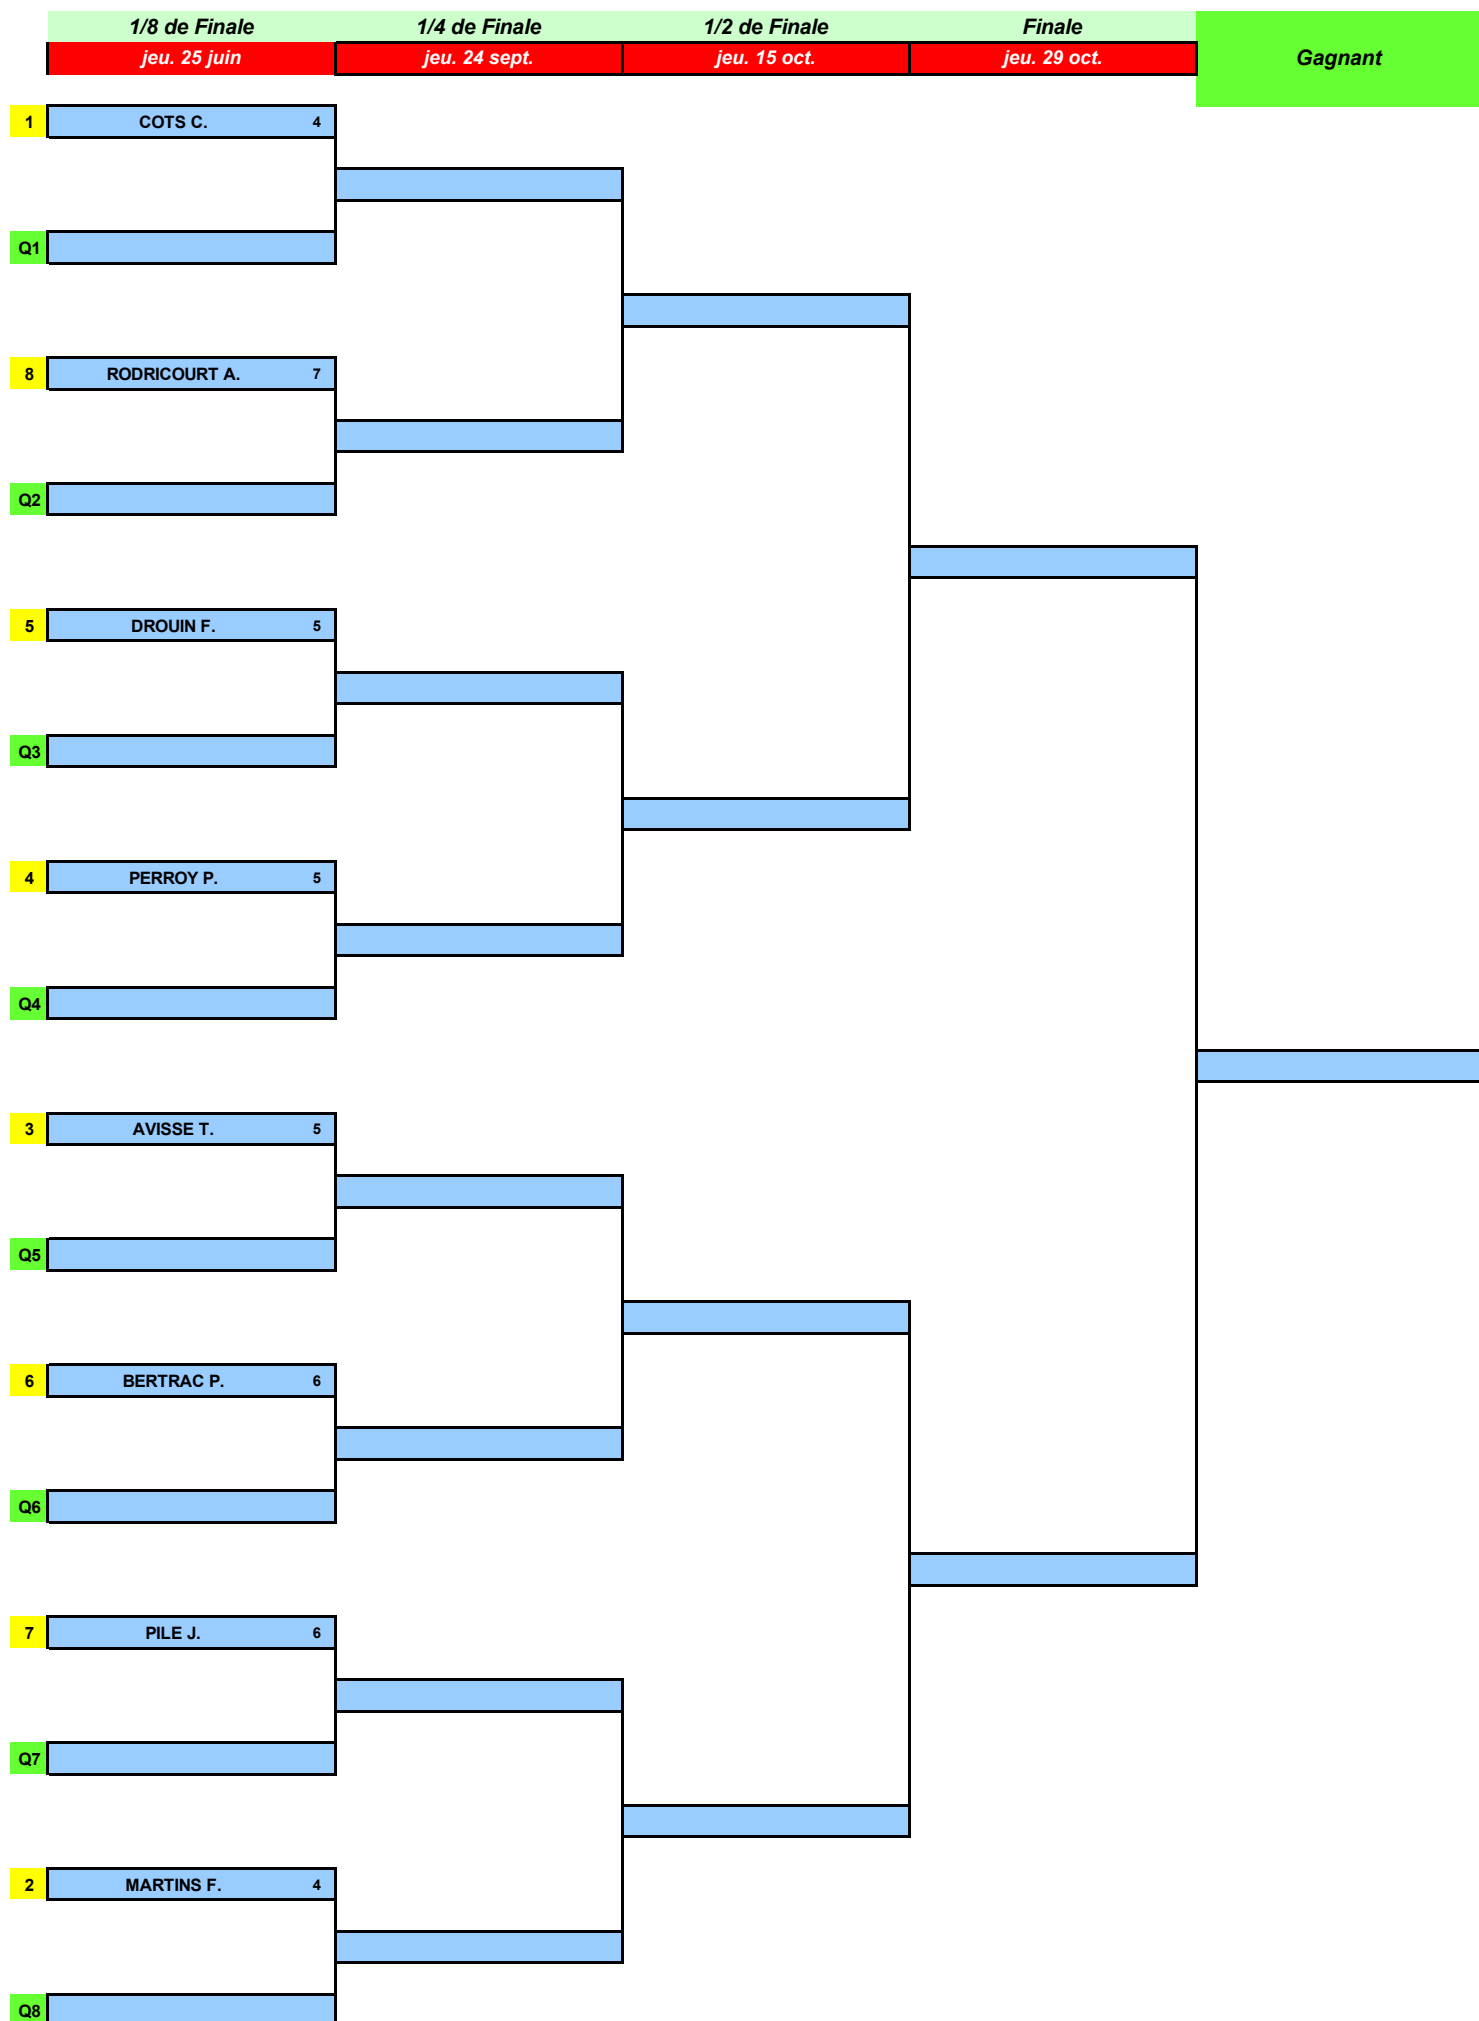 1/8 de Finale 1/4 de Finale 1/2 de Finale Finale
jeu. 25 juin jeu. 24 sept. jeu. 15 oct. jeu. 29 oct. Gagnant
1 COTS C. 4
Q1
8 RODRICOURT A. 7
Q2
5 DROUIN F. 5
Q3
4 PERROY P. 5
Q4
3 AVISSE T. 5
Q5
6 BERTRAC P. 6
Q6
7 PILE J. 6
Q7
2 MARTINS F. 4
Q8